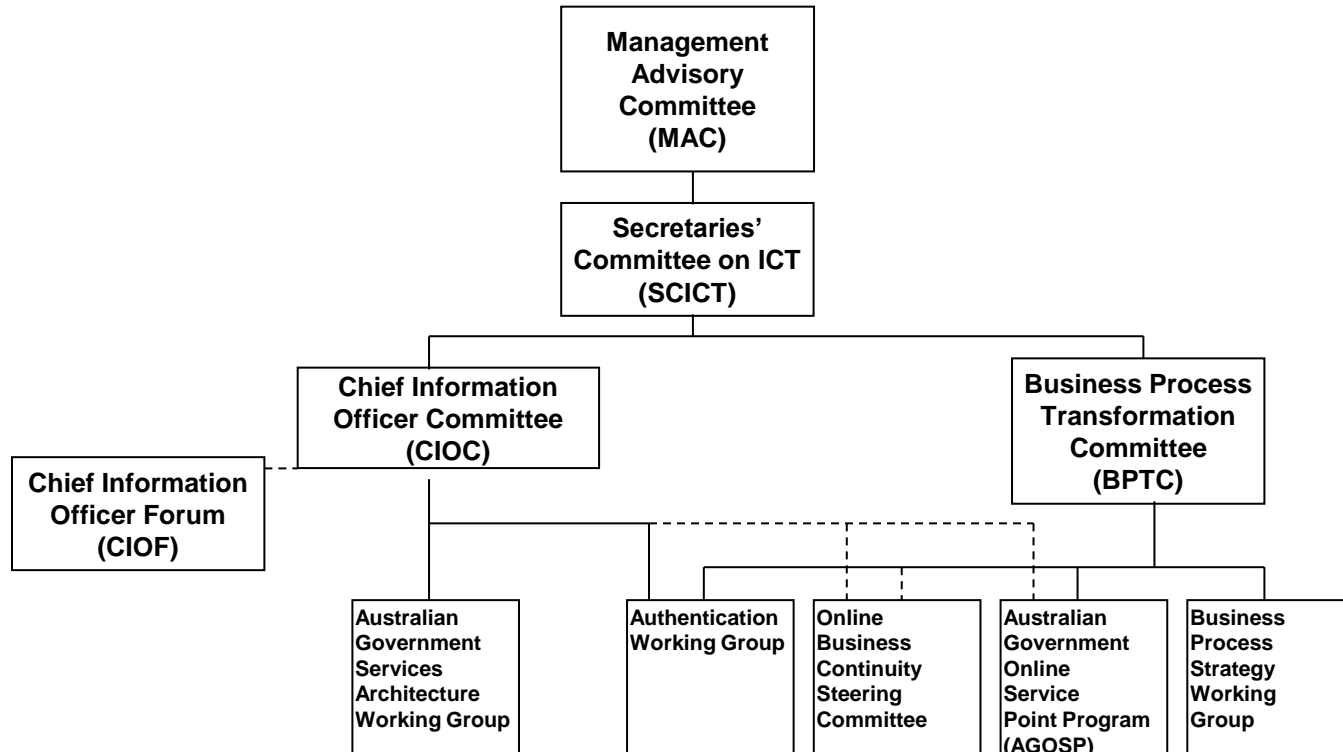 Management
Advisory
Committee
(MAC)
Secretaries’
Committee on ICT
(SCICT)
Chief Information
Officer Committee
(CIOC)
Business Process
Transformation
Committee
(BPTC)
Chief Information
Officer Forum
(CIOF)
Australian
Government
Services
Architecture
Working Group
Authentication
Working Group
Online
Business
Continuity
Steering
Committee
Australian
Government
Online
Service
Point Program
(AGOSP)
Business
Process
Strategy
Working
Group